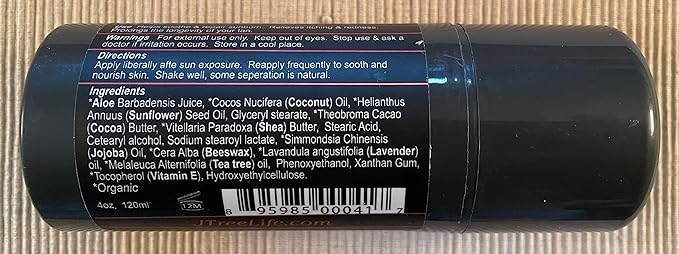 Use Helps soothe & repair sunburn. Relieves itching & redness.
Prolongs the longevity of your tan.
Warnings For external use only. Keep out of eyes. Stop use & ask a
doctor if irritation occurs. Store in a cool place.
Directions
Apply liberally afte sun exposure. Reapply frequently to sooth and
nourish skin. Shake well, some seperation is natural.
Ingredients
*Aloe Barbadensis Juice, *Cocos Nucifera (Coconut) Oil, *Helianthus
Annuus (Sunflower) Seed Oil, Glyceryl stearate, *Theobroma Cacao
(Cocoa) Butter, *Vitellaria Paradoxa (Shea) Butter, Stearic Acid,
Cetearyl alcohol, Sodium stearoyl lactate, *Simmondsia Chinensis
(Jojoba) Oil, *Cera Alba (Beeswax), *Lavandula angustifolia (Lavender)
oil, *Melaleuca Alternifolia (Tea tree) oil, Phenoxyethanol, Xanthan Gum,
*Tocopherol (Vitamin E), Hydroxyethylcellulose.
*Organic
4oz, 120ml
12M
8 95985 00041 7
JTreeLife.com